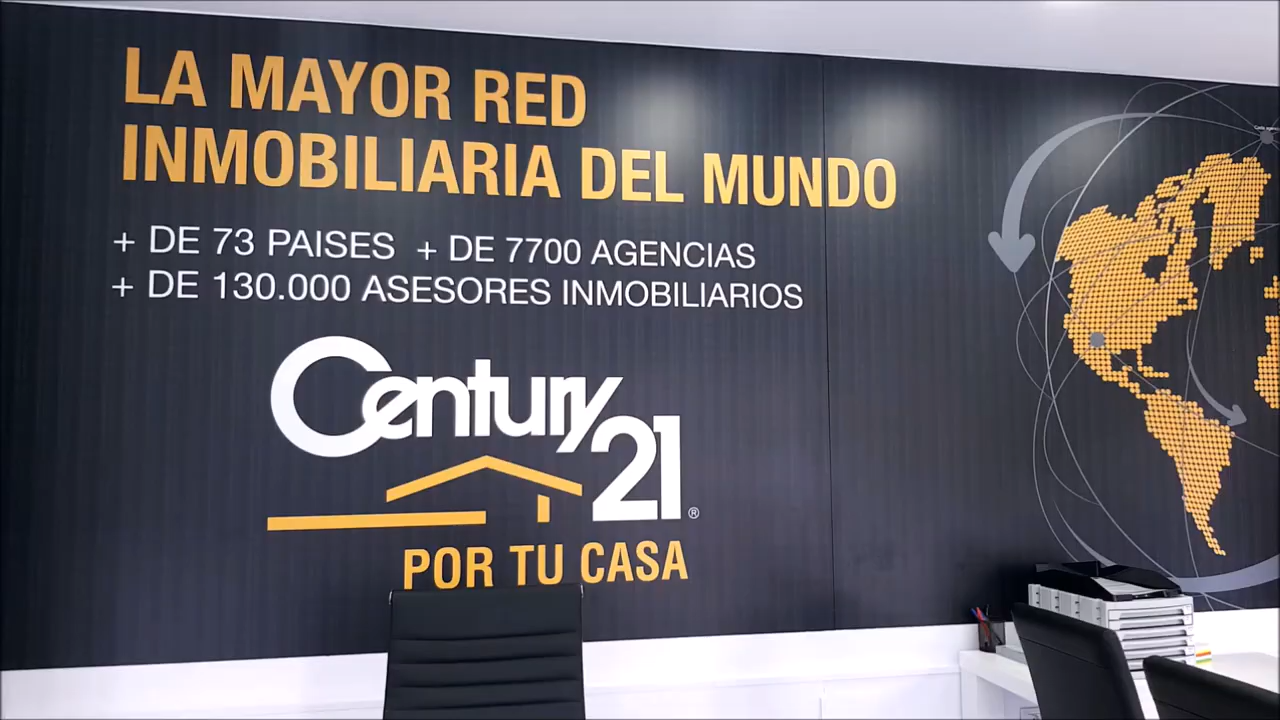 LA MAYOR RED
INMOBILIARIA DEL MUNDO
+ DE 73 PAISES + DE 7700 AGENCIAS
+ DE 130.000 ASESORES INMOBILIARIOS
Century
21®
POR TU CASA